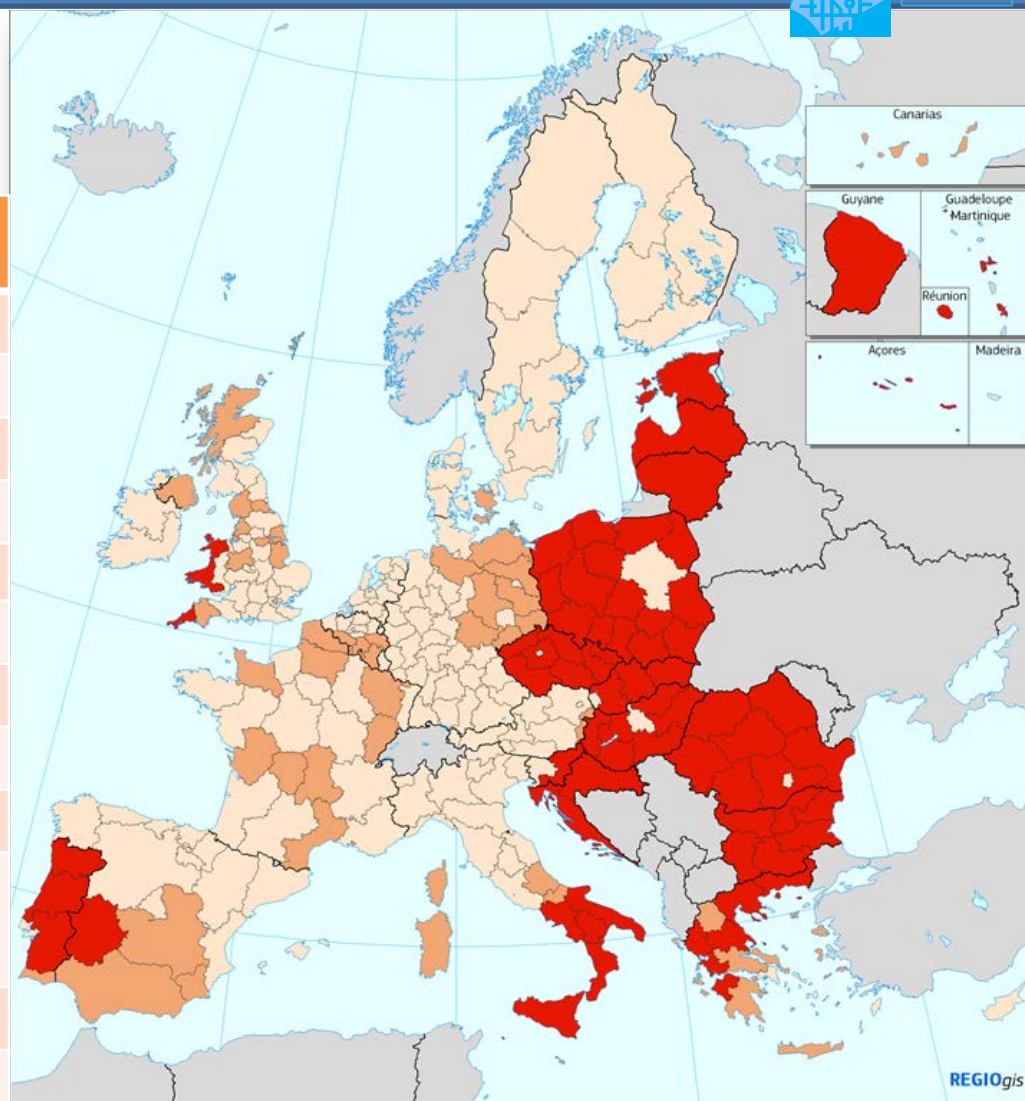 Canarias
Guyane
Guadeloupe
Martinique
Réunion
Açores
Madeira
REGIOgis